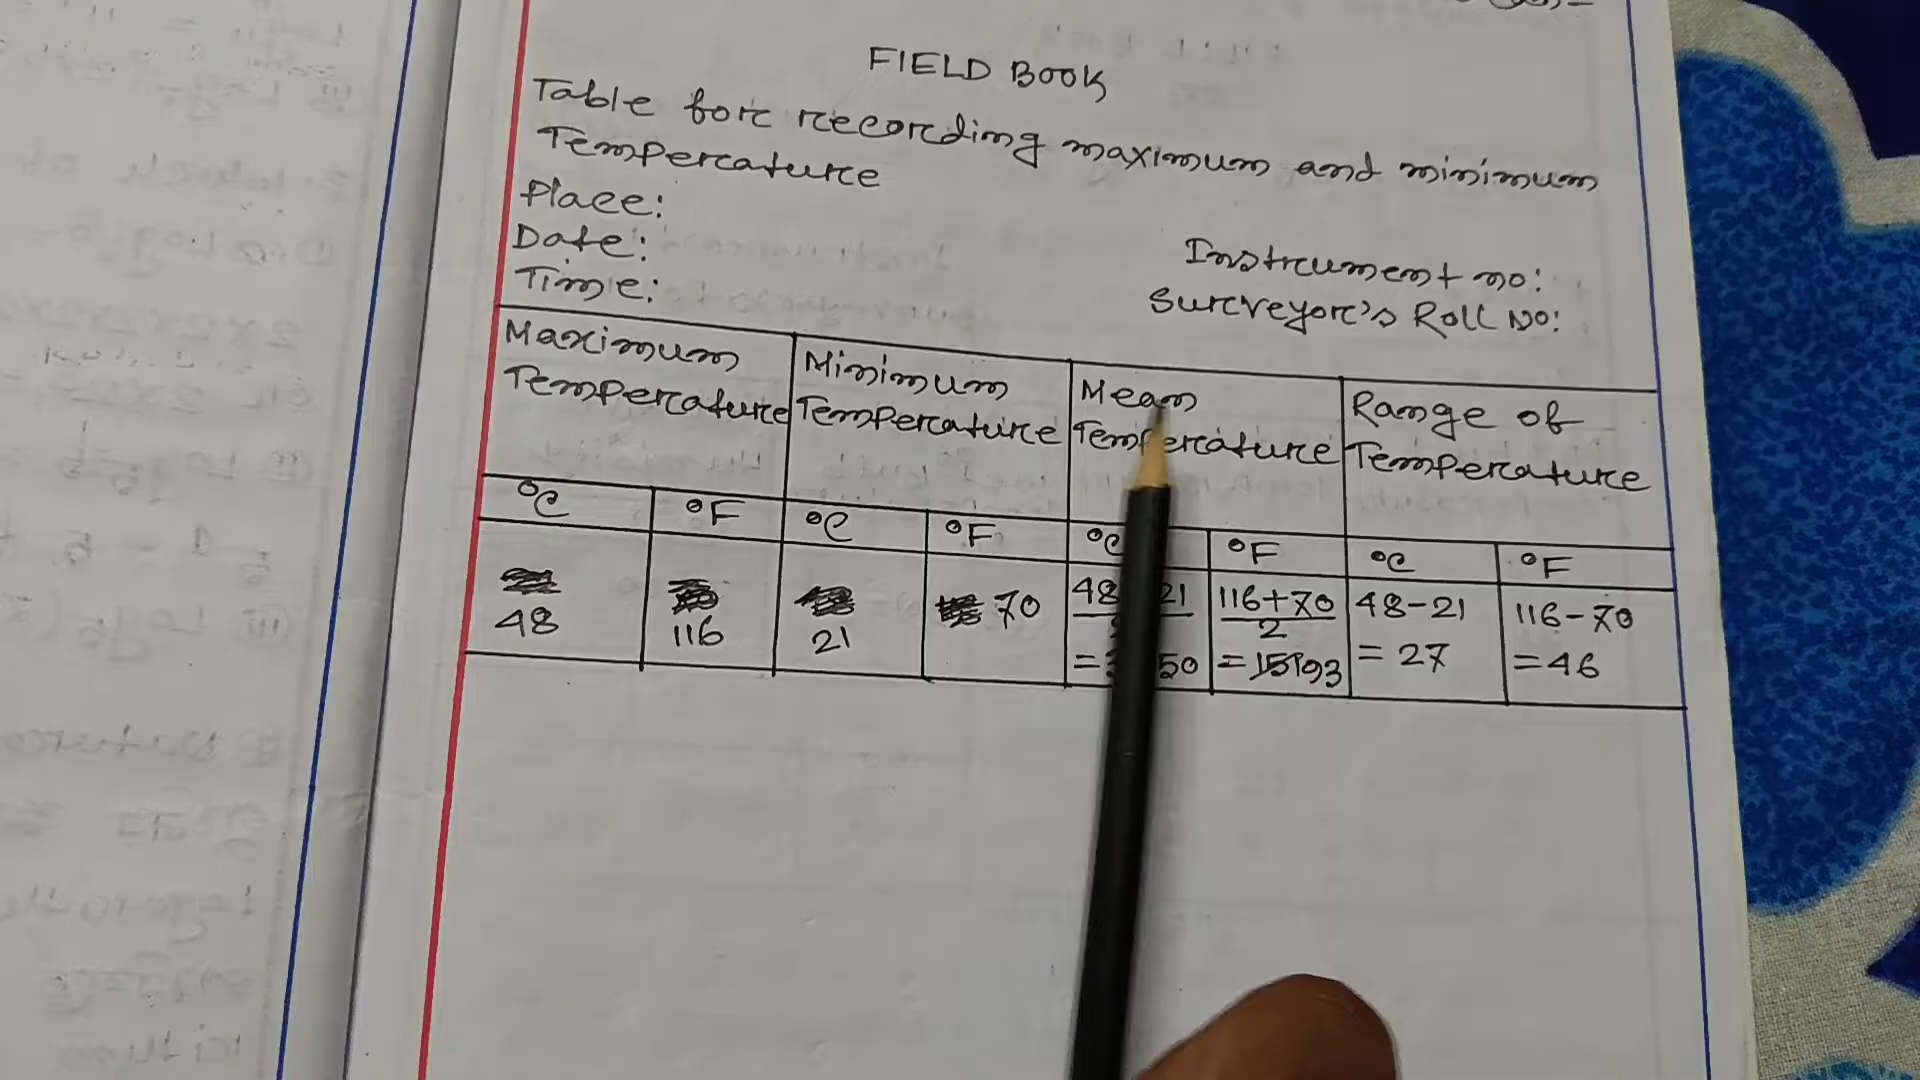 FIELD BOOK
Table for recording maximum and minimum
Temperature
Place:
Date:
Time:
Instrument no:
Surveyor's Roll No:
Maximum Temperature
Minimum Temperature
Mean Temperature
Range of Temperature
°C °F °C °F °C °F °C °F
48
116
21
70
48 21
116+70
2
48-21
= 27
116-70
= 46